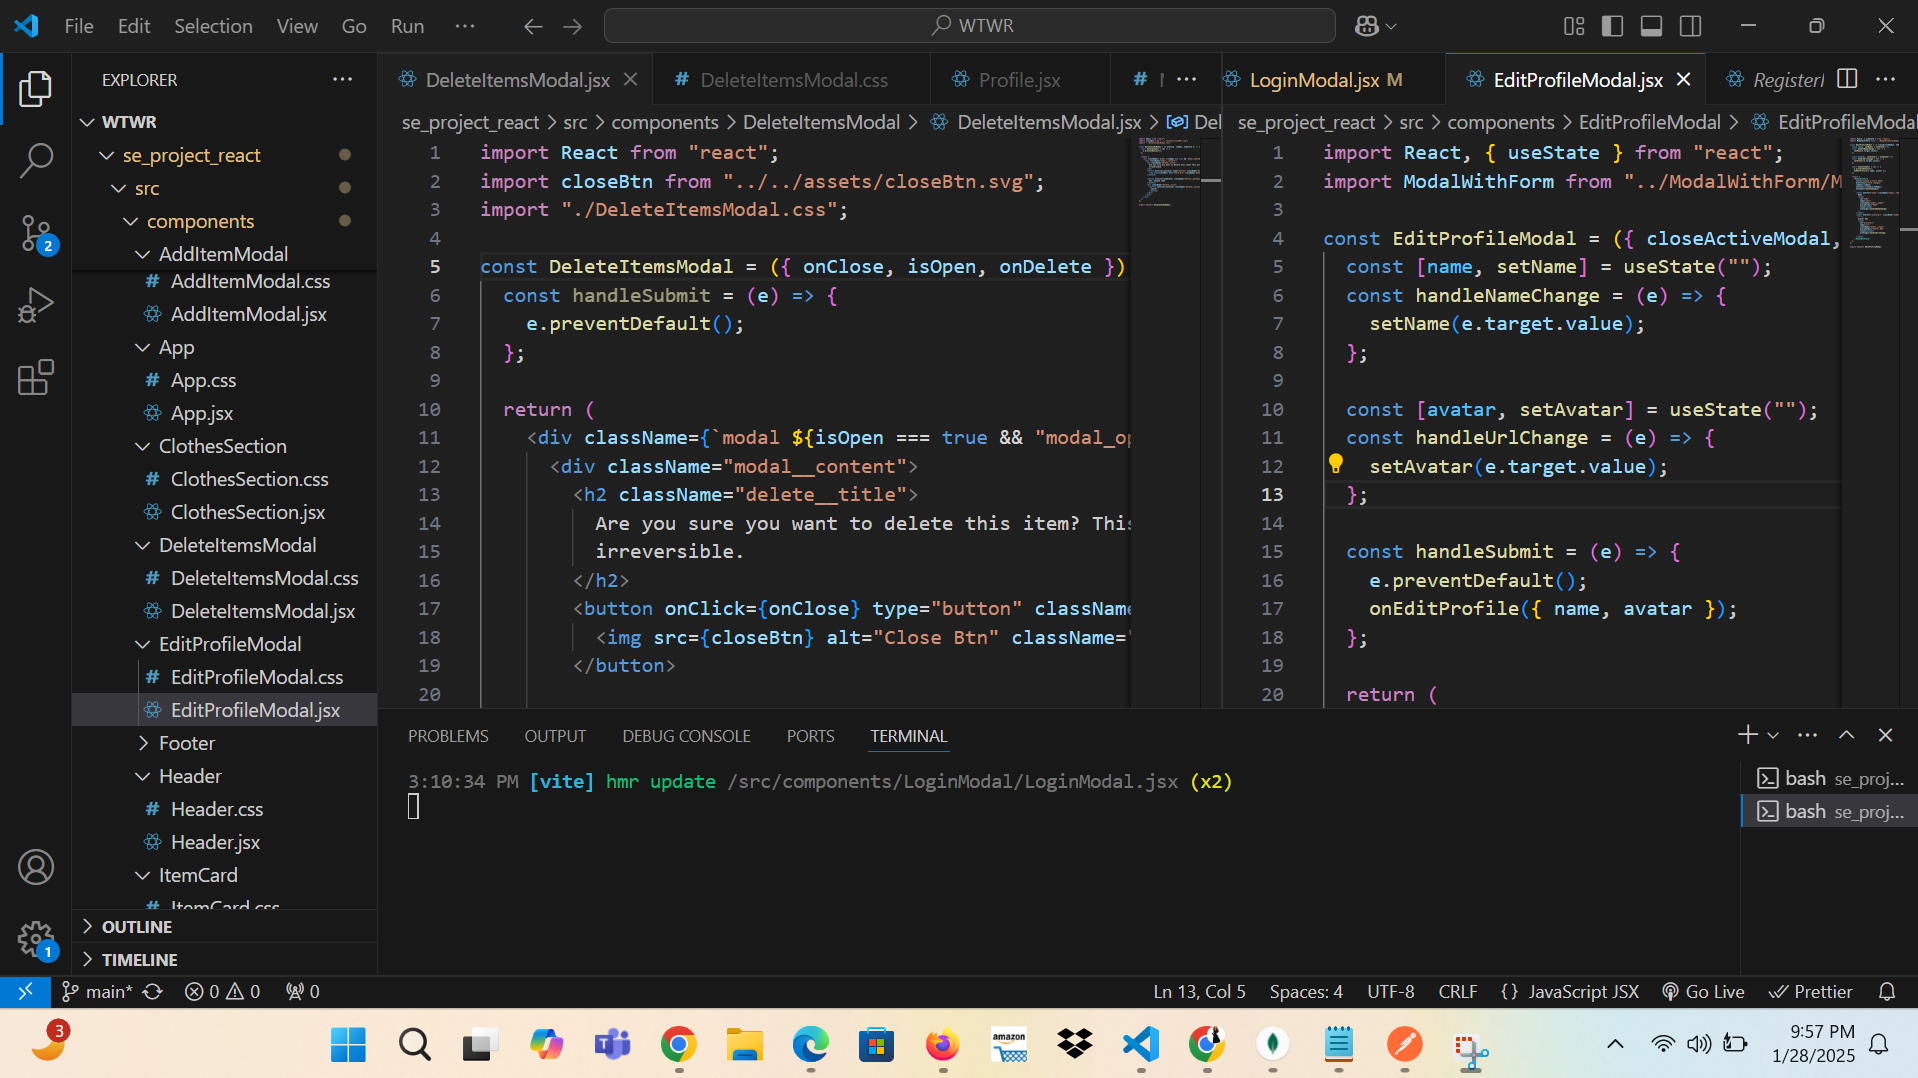 File Edit Selection View Go Run ··· WTWR
EXPLORER
WTWR
se_project_react
src
components
AddItemModal
AddItemModal.css
AddItemModal.jsx
App
App.css
App.jsx
ClothesSection
ClothesSection.css
ClothesSection.jsx
DeleteItemsModal
DeleteItemsModal.css
DeleteItemsModal.jsx
EditProfileModal
EditProfileModal.css
EditProfileModal.jsx
Footer
Header
Header.css
Header.jsx
ItemCard
ItemCard.css
OUTLINE
TIMELINE
2
1
DeleteItemsModal.jsx DeleteItemsModal.css Profile.jsx
se_project_react > src > components > DeleteItemsModal > DeleteItemsModal.jsx > Del
1 import React from "react";
2 import closeBtn from "../../assets/closeBtn.svg";
3 import "./DeleteItemsModal.css";
4
5 const DeleteItemsModal = ({ onClose, isOpen, onDelete })
6 const handleSubmit = (e) => {
7 e.preventDefault();
8 };
9
10 return (
11 <div className={`modal ${isOpen === true && "modal_op
12 <div className="modal__content">
13 <h2 className="delete__title">
14 Are you sure you want to delete this item? This
15 irreversible.
16 </h2>
17 <button onClick={onClose} type="button" className
18 <img src={closeBtn} alt="Close Btn" className="
19 </button>
20
LoginModal.jsx M EditProfileModal.jsx RegisterM
se_project_react > src > components > EditProfileModal > EditProfileModal
1 import React, { useState } from "react";
2 import ModalWithForm from "../ModalWithForm/M
3
4 const EditProfileModal = ({ closeActiveModal,
5 const [name, setName] = useState("");
6 const handleNameChange = (e) => {
7 setName(e.target.value);
8 };
9
10 const [avatar, setAvatar] = useState("");
11 const handleUrlChange = (e) => {
12 setAvatar(e.target.value);
13 };
14
15 const handleSubmit = (e) => {
16 e.preventDefault();
17 onEditProfile({ name, avatar });
18 };
19
20 return (
PROBLEMS OUTPUT DEBUG CONSOLE PORTS TERMINAL
3:10:34 PM [vite] hmr update /src/components/LoginModal/LoginModal.jsx (x2)
bash se_proj...
bash se_proj...
main* 0 0 0 Ln 13, Col 5 Spaces: 4 UTF-8 CRLF {} JavaScript JSX Go Live Prettier
3
amazon
9:57 PM
1/28/2025